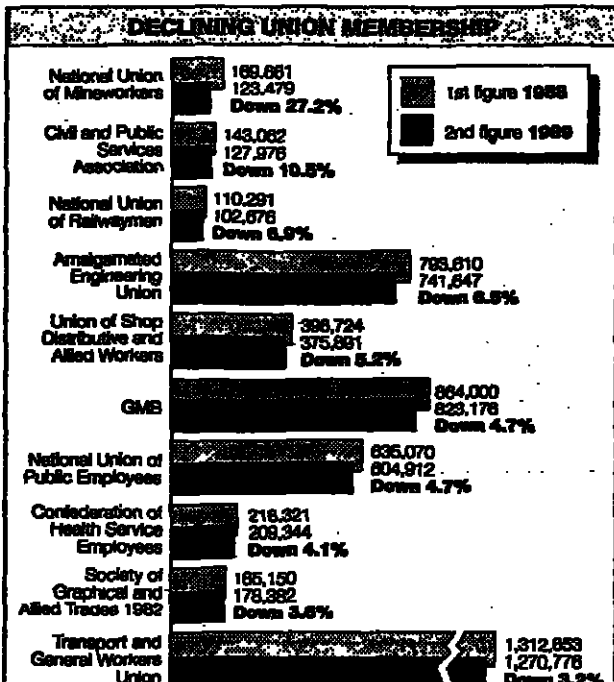 DECLINING UNION MEMBERSHIP
1st figure 1988
2nd figure 1989
National Union
of Mineworkers
169,661
123,479
Down 27.2%
Civil and Public
Services
Association
143,062
127,976
Down 10.5%
National Union
of Railwaymen
110,291
102,676
Down 6.9%
Amalgamated
Engineering
Union
793,610
741,647
Down 6.5%
Union of Shop
Distributive and
Allied Workers
396,724
375,891
Down 5.2%
GMB
864,000
823,176
Down 4.7%
National Union of
Public Employees
635,070
604,912
Down 4.7%
Confederation of
Health Service
Employees
218,321
209,344
Down 4.1%
Society of
Graphical and
Allied Trades 1982
Down 3.6%
Transport and
General Workers
Union
1,312,853
1,270,776
Down 3.2%